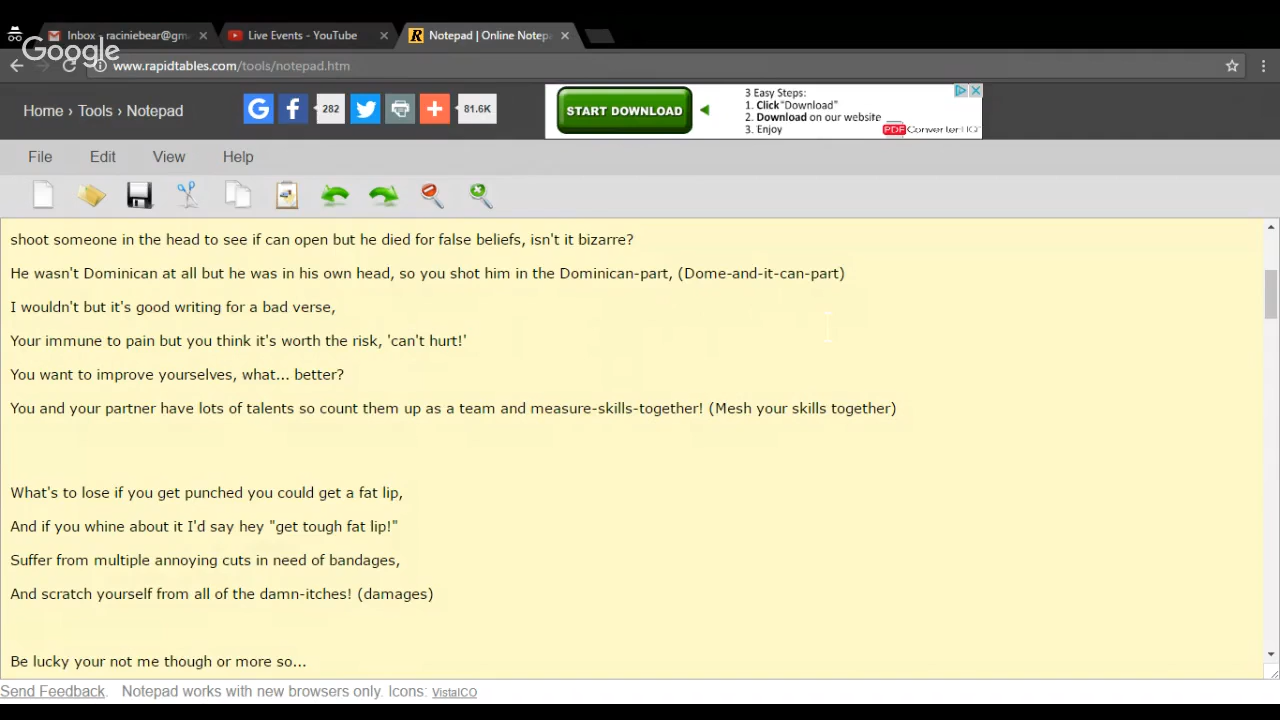 Inbox - raciniebear@gm
Live Events - YouTube
Notepad | Online Notep
Google
www.rapidtables.com/tools/notepad.htm
Home › Tools › Notepad
282
81.6K
START DOWNLOAD
3 Easy Steps:
1. Click "Download"
2. Download on our website
3. Enjoy
PDF ConverterHQ
File Edit View Help
shoot someone in the head to see if can open but he died for false beliefs, isn't it bizarre?
He wasn't Dominican at all but he was in his own head, so you shot him in the Dominican-part, (Dome-and-it-can-part)
I wouldn't but it's good writing for a bad verse,
Your immune to pain but you think it's worth the risk, 'can't hurt!'
You want to improve yourselves, what... better?
You and your partner have lots of talents so count them up as a team and measure-skills-together! (Mesh your skills together)
What's to lose if you get punched you could get a fat lip,
And if you whine about it I'd say hey "get tough fat lip!"
Suffer from multiple annoying cuts in need of bandages,
And scratch yourself from all of the damn-itches! (damages)
Be lucky your not me though or more so...
Send Feedback. Notepad works with new browsers only. Icons: VistaICO